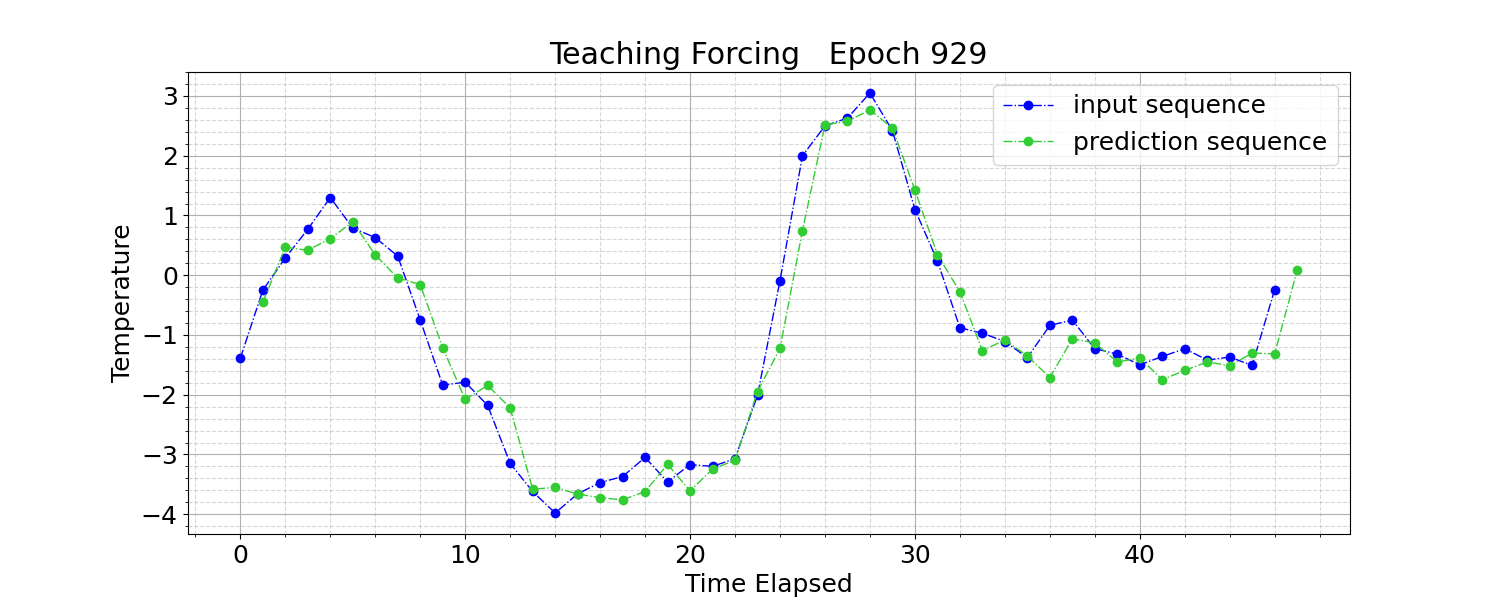 Teaching Forcing   Epoch 929
input sequence
prediction sequence
Temperature
3
2
1
0
−1
−2
−3
−4
0 10 20 30 40
Time Elapsed